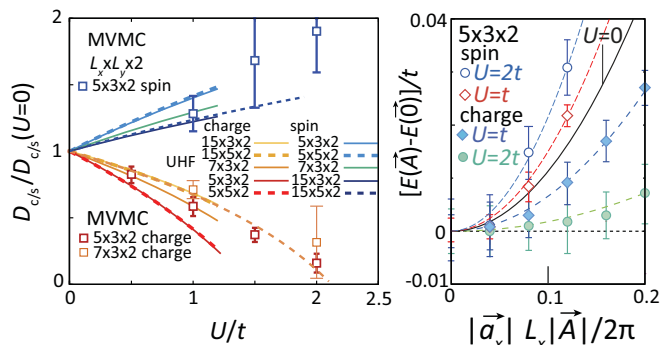 2
1
0
D_c/s/D_c/s(U=0)
MVMC
L_xxL_yx2
5x3x2 spin
charge spin
15x3x2 5x3x2
15x5x2 5x5x2
UHF 7x3x2 7x3x2
5x3x2 15x3x2
5x5x2 15x5x2
MVMC
5x3x2 charge
7x3x2 charge
0 0.5 1.0 1.5 2.0 2.5
U/t
0.04
0.0
-0.01
[E(A)-E(0)]/t
5x3x2
spin
U=2t
U=t
charge
U=t
U=2t
U=0
0 0.1 0.2
|a_x| L_x|A|/2π